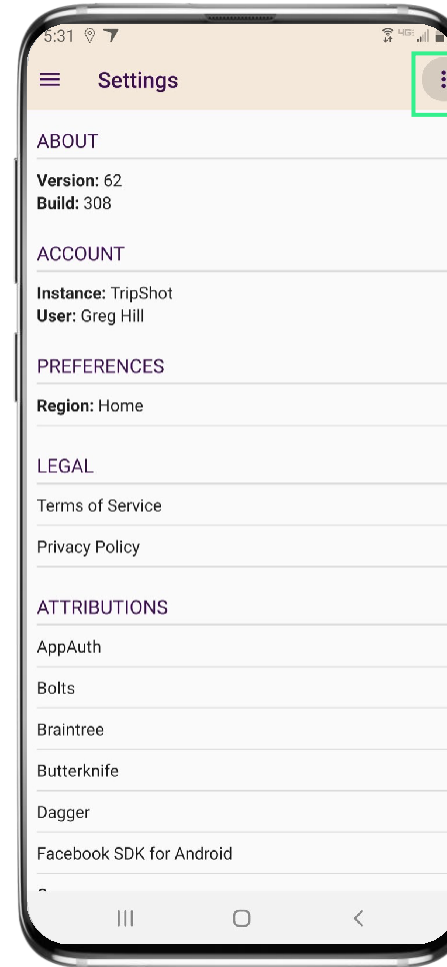 5:31 4G
Settings
ABOUT
Version: 62
Build: 308
ACCOUNT
Instance: TripShot
User: Greg Hill
PREFERENCES
Region: Home
LEGAL
Terms of Service
Privacy Policy
ATTRIBUTIONS
AppAuth
Bolts
Braintree
Butterknife
Dagger
Facebook SDK for Android